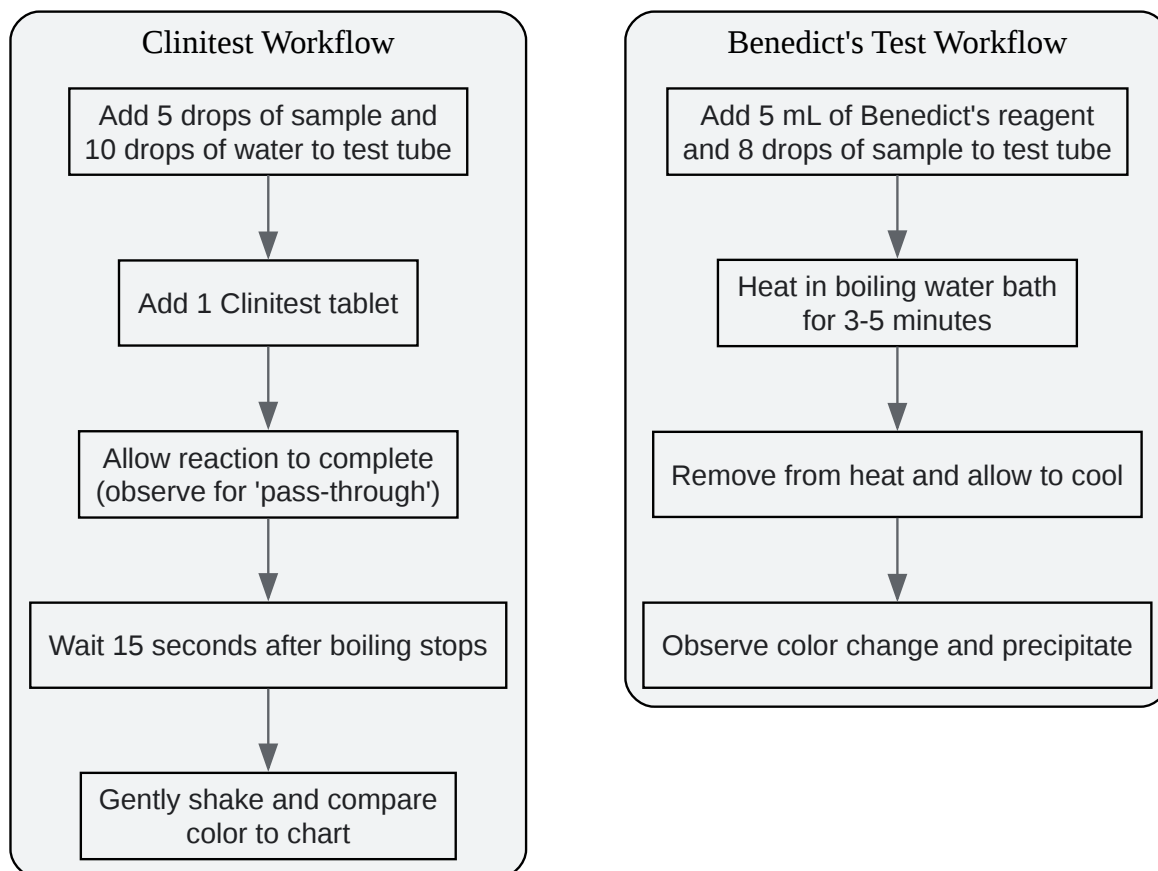 Clinitest Workflow
Add 5 drops of sample and
10 drops of water to test tube
Add 1 Clinitest tablet
Allow reaction to complete
(observe for 'pass-through')
Wait 15 seconds after boiling stops
Gently shake and compare
color to chart
Benedict's Test Workflow
Add 5 mL of Benedict's reagent
and 8 drops of sample to test tube
Heat in boiling water bath
for 3-5 minutes
Remove from heat and allow to cool
Observe color change and precipitate